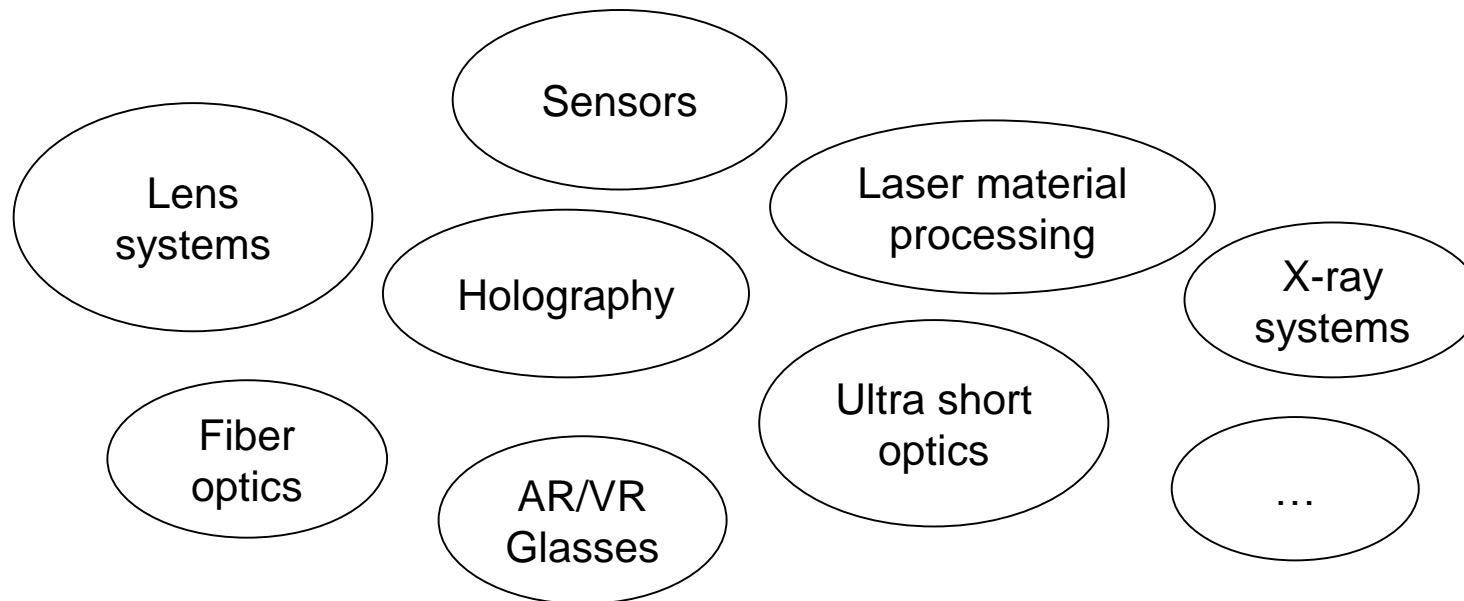 Sensors
Lens
systems
Laser material
processing
Holography
X-ray
systems
Fiber
optics
Ultra short
optics
AR/VR
Glasses
…